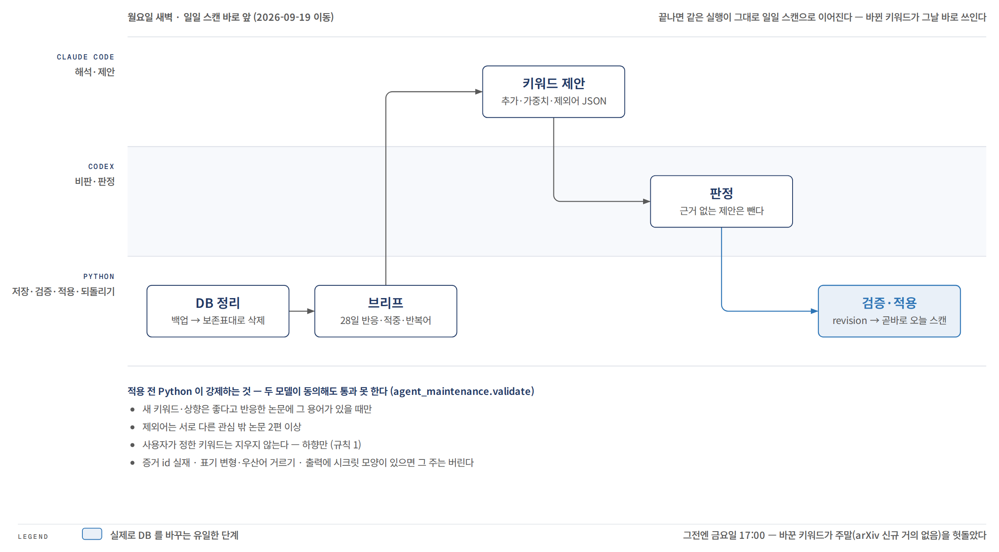 월요일 새벽 · 일일 스캔 바로 앞 (2026-09-19 이동)
끝나면 같은 실행이 그대로 일일 스캔으로 이어진다 — 바뀐 키워드가 그날 바로 쓰인다
CLAUDE CODE
해석·제안
키워드 제안
추가·가중치·제외어 JSON
CODEX
비판·판정
판정
근거 없는 제안은 뺀다
PYTHON
저장·검증·적용·되돌리기
DB 정리
백업 → 보존표대로 삭제
브리프
28일 반응·적중·반복어
검증·적용
revision → 곧바로 오늘 스캔
적용 전 Python 이 강제하는 것 — 두 모델이 동의해도 통과 못 한다 (agent_maintenance.validate)
● 새 키워드·상향은 좋다고 반응한 논문에 그 용어가 있을 때만
● 제외어는 서로 다른 관심 밖 논문 2편 이상
● 사용자가 정한 키워드는 지우지 않는다 — 하향만 (규칙 1)
● 증거 id 실재 · 표기 변형·우산어 거르기 · 출력에 시크릿 모양이 있으면 그 주는 버린다
LEGEND
실제로 DB 를 바꾸는 유일한 단계
그전엔 금요일 17:00 — 바꾼 키워드가 주말(arXiv 신규 거의 없음)을 헛돌았다